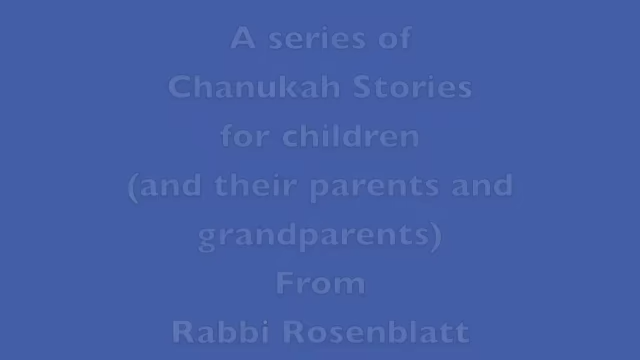 A series of
Chanukah Stories
for children
(and their parents and
grandparents)
From
Rabbi Rosenblatt